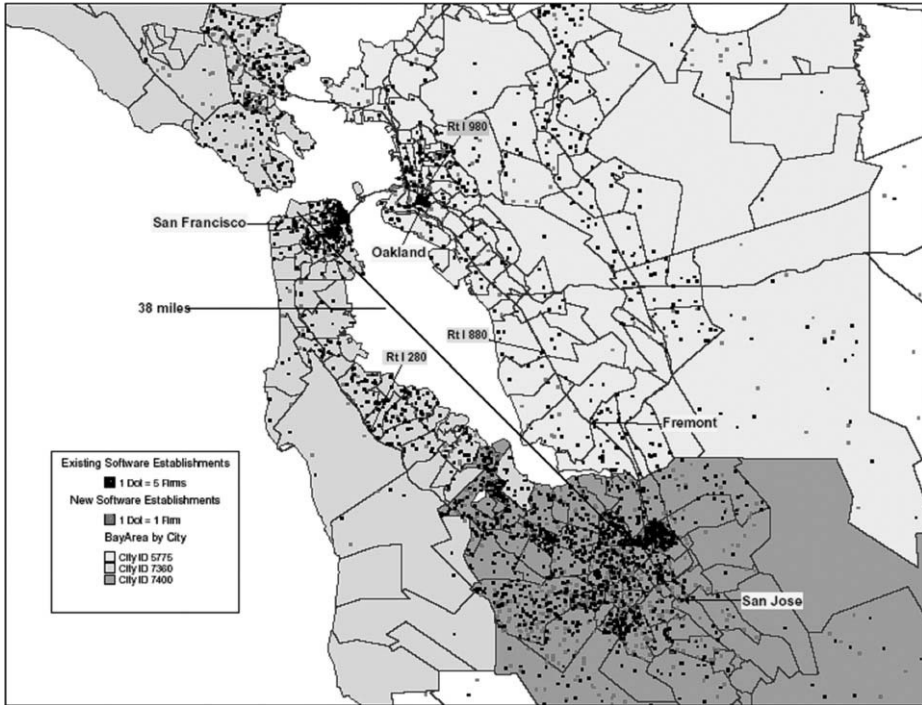 Rt I 980
San Francisco
Oakland
38 miles
Rt I 880
Rt I 280
Fremont
Existing Software Establishments
1 Dot = 5 Firms
New Software Establishments
1 Dot = 1 Firm
BayArea by City
City ID 5775
City ID 7360
City ID 7400
San Jose